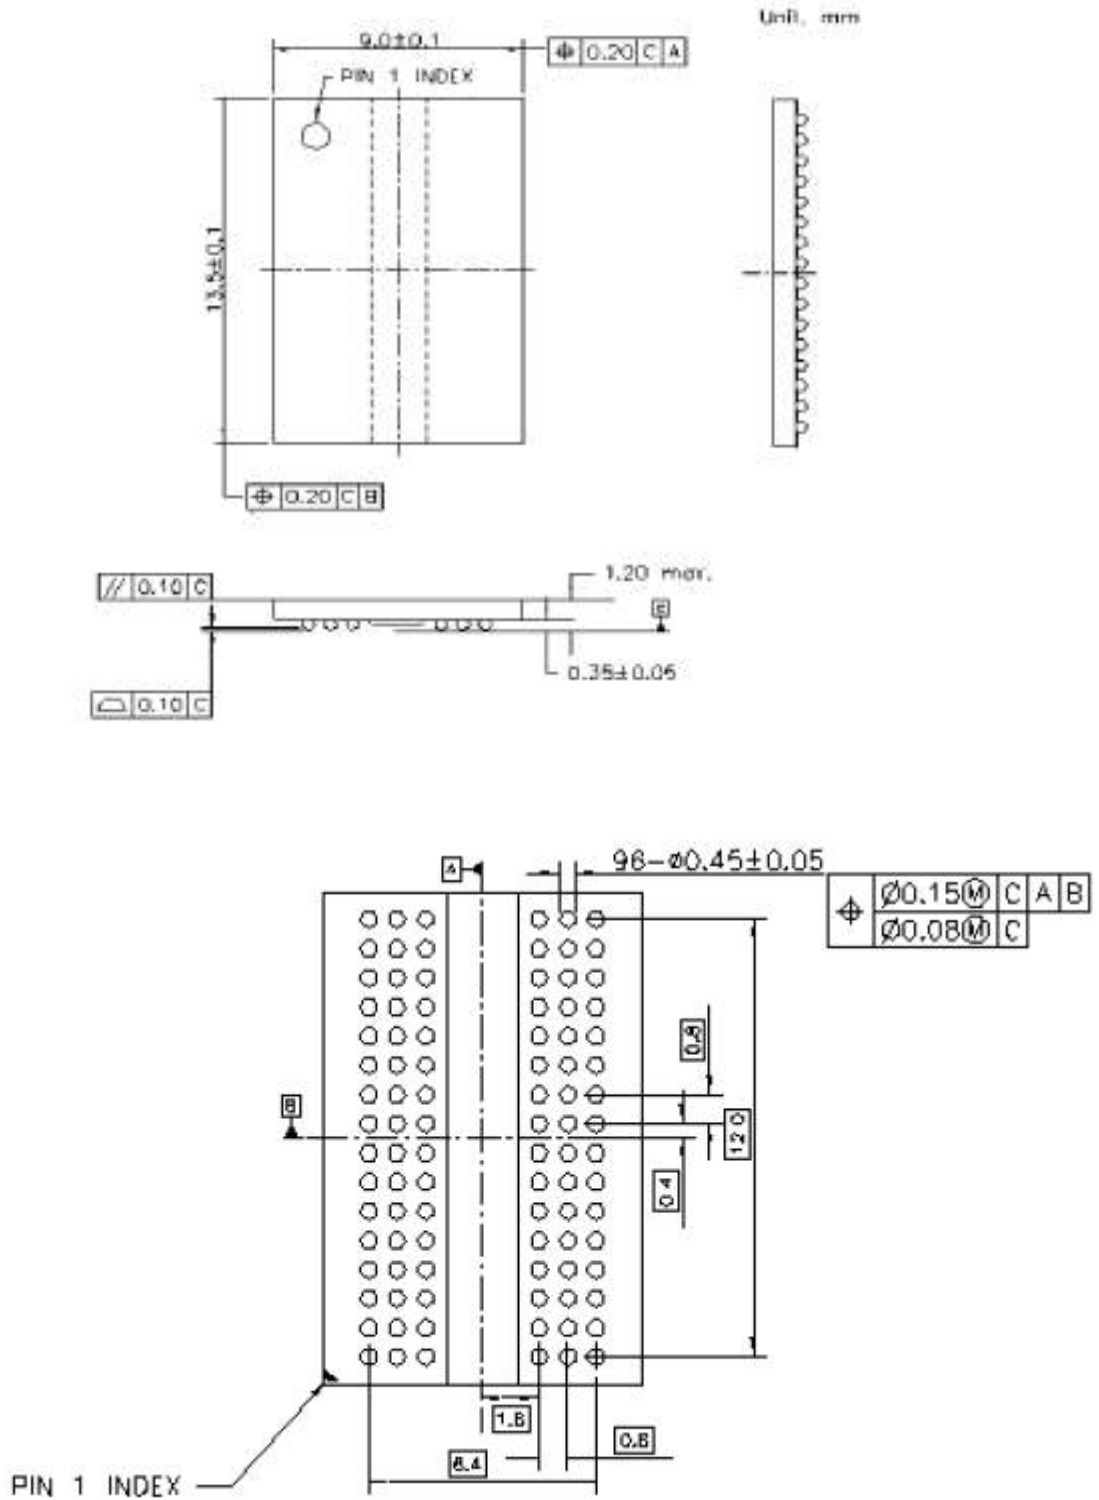 Unit. mm
9.0±0.1
⌖ 0.20 C A
PIN 1 INDEX
13.5±0.1
⌖ 0.20 C B
// 0.10 C
1.20 max.
C
0.35±0.05
⌓ 0.10 C
A
96-ø0.45±0.05
⌖ Ø0.15Ⓜ C A B
Ø0.08Ⓜ C
0.8
B
12.0
0.4
1.6
0.8
6.4
PIN 1 INDEX